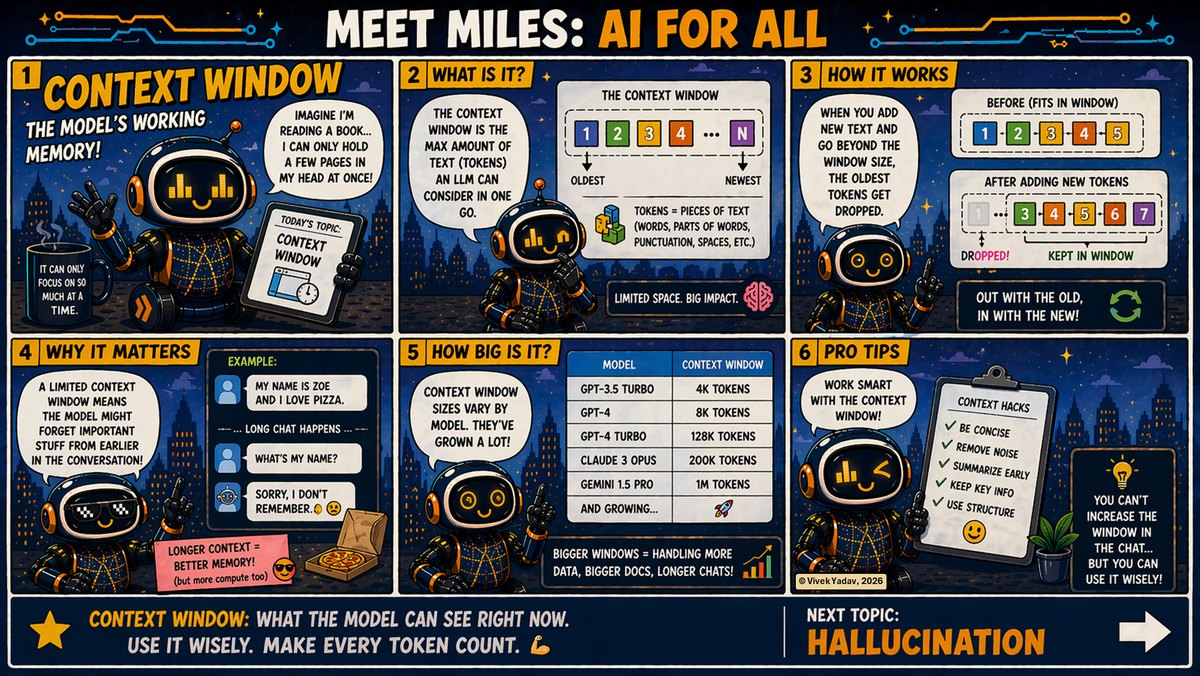 MEET MILES: AI FOR ALL
1
CONTEXT WINDOW
THE MODEL'S WORKING
MEMORY!
IMAGINE I'M
READING A BOOK...
I CAN ONLY HOLD
A FEW PAGES IN
MY HEAD AT ONCE!
TODAY'S TOPIC:
CONTEXT
WINDOW
IT CAN ONLY
FOCUS ON SO
MUCH AT A
TIME.
2 WHAT IS IT?
THE CONTEXT
WINDOW IS THE
MAX AMOUNT OF
TEXT (TOKENS)
AN LLM CAN
CONSIDER IN ONE
GO.
THE CONTEXT WINDOW
1 2 3 4 ... N
OLDEST NEWEST
TOKENS = PIECES OF TEXT
(WORDS, PARTS OF WORDS,
PUNCTUATION, SPACES, ETC.)
LIMITED SPACE. BIG IMPACT.
3 HOW IT WORKS
WHEN YOU ADD
NEW TEXT AND
GO BEYOND THE
WINDOW SIZE,
THE OLDEST
TOKENS GET
DROPPED.
BEFORE (FITS IN WINDOW)
1 2 3 4 5
AFTER ADDING NEW TOKENS
1 ... 3 4 5 6 7
DROPPED! KEPT IN WINDOW
OUT WITH THE OLD,
IN WITH THE NEW!
4 WHY IT MATTERS
A LIMITED CONTEXT
WINDOW MEANS
THE MODEL MIGHT
FORGET IMPORTANT
STUFF FROM EARLIER
IN THE CONVERSATION!
EXAMPLE:
MY NAME IS ZOE
AND I LOVE PIZZA.
... LONG CHAT HAPPENS ...
WHAT'S MY NAME?
SORRY, I DON'T
REMEMBER.
LONGER CONTEXT =
BETTER MEMORY!
(but more compute too)
5 HOW BIG IS IT?
CONTEXT WINDOW
SIZES VARY BY
MODEL. THEY'VE
GROWN A LOT!
MODEL CONTEXT WINDOW
GPT-3.5 TURBO 4K TOKENS
GPT-4 8K TOKENS
GPT-4 TURBO 128K TOKENS
CLAUDE 3 OPUS 200K TOKENS
GEMINI 1.5 PRO 1M TOKENS
AND GROWING... 🚀
BIGGER WINDOWS = HANDLING MORE
DATA, BIGGER DOCS, LONGER CHATS!
6 PRO TIPS
WORK SMART
WITH THE CONTEXT
WINDOW!
CONTEXT HACKS
✓ BE CONCISE
✓ REMOVE NOISE
✓ SUMMARIZE EARLY
✓ KEEP KEY INFO
✓ USE STRUCTURE
YOU CAN'T
INCREASE THE
WINDOW IN
THE CHAT...
BUT YOU CAN
USE IT WISELY!
© Vivek Yadav, 2026
CONTEXT WINDOW: WHAT THE MODEL CAN SEE RIGHT NOW.
USE IT WISELY. MAKE EVERY TOKEN COUNT. 💪
NEXT TOPIC:
HALLUCINATION